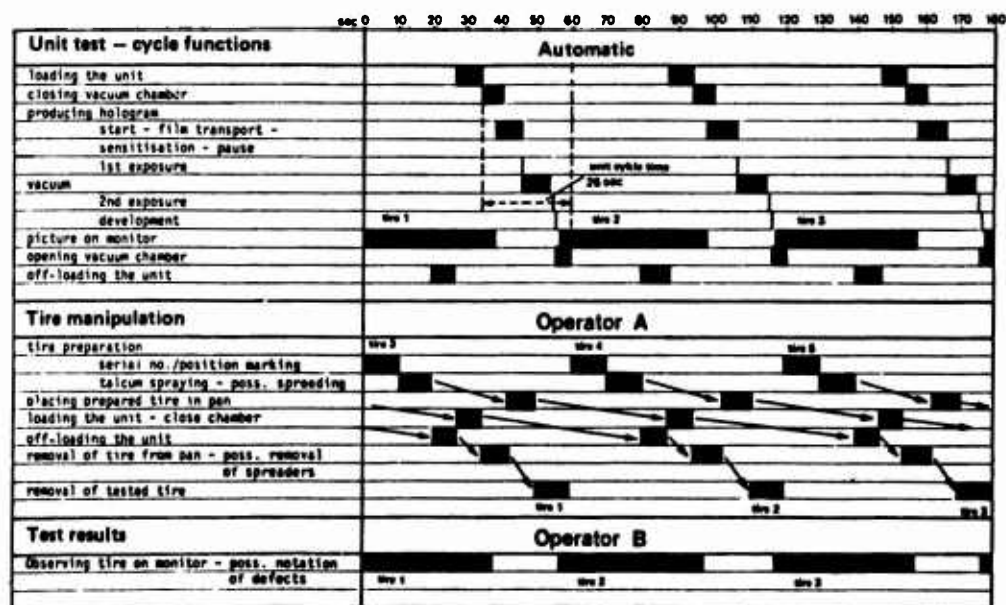 sec 0 10 20 30 40 50 60 70 80 90 100 110 120 130 140 150 160 170 180
Unit test – cycle functions
Automatic
loading the unit
closing vacuum chamber
producing hologram
start - film transport -
sensitisation - pause
1st exposure
unit cykle time
vacuum
26 sec
2nd exposure
development
tire 1
tire 2
tire 3
picture on monitor
opening vacuum chamber
off-loading the unit
Tire manipulation
Operator A
tire preparation
tire 3
tire 4
tire 5
serial no./position marking
talcum spraying - poss. spreeding
placing prepared tire in pan
loading the unit - close chamber
off-loading the unit
removal of tire from pan - poss. removal
of spreaders
removal of tested tire
tire 1
tire 2
tire 3
Test results
Operator B
Observing tire on monitor - poss. notation
of defects
tire 1
tire 2
tire 3